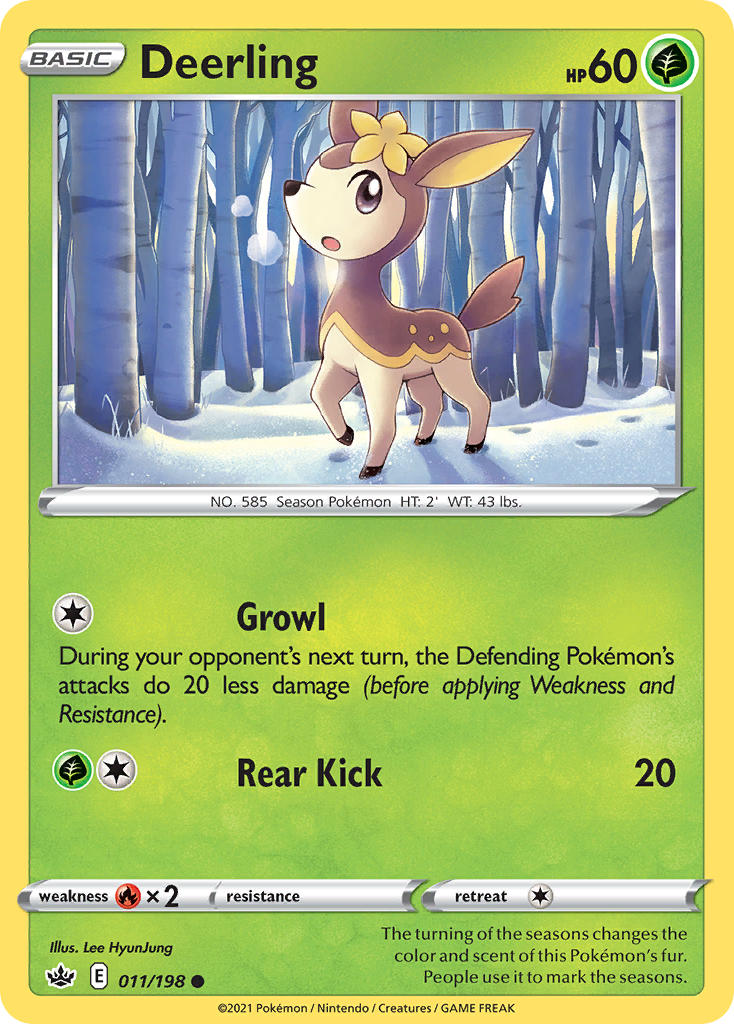 BASIC
Deerling
HP60
NO. 585 Season Pokémon HT: 2' WT: 43 lbs.
Growl
During your opponent's next turn, the Defending Pokémon's
attacks do 20 less damage (before applying Weakness and
Resistance).
Rear Kick 20
weakness ×2 resistance retreat
Illus. Lee HyunJung
The turning of the seasons changes the
color and scent of this Pokémon's fur.
People use it to mark the seasons.
E 011/198
©2021 Pokémon / Nintendo / Creatures / GAME FREAK